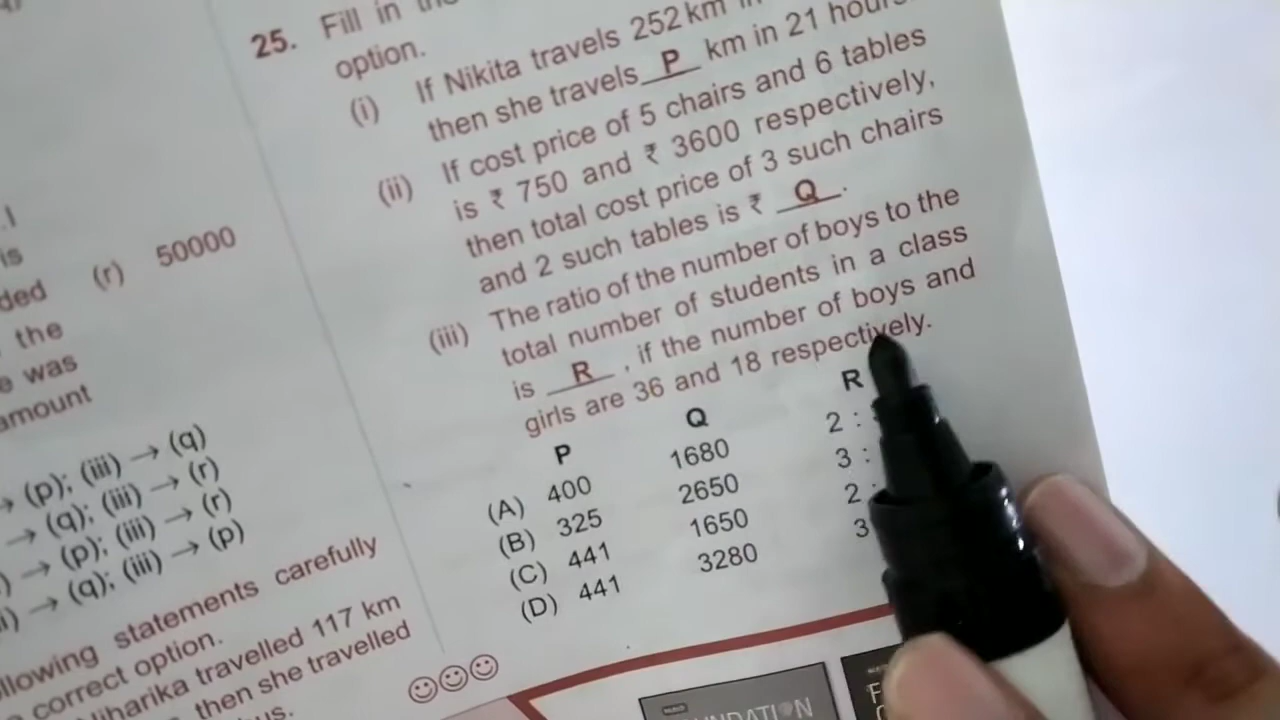 .I
is
ded (r) 50000
the
e was
amount
→ (p); (iii) → (q)
→ (q); (iii) → (r)
) → (p); (iii) → (r)
i) → (q); (iii) → (p)
llowing statements carefully
correct option.
Niharika travelled 117 km
then she travelled
25. Fill in
option.
(i) If Nikita travels 252 km
then she travels P km in 21 hour
(ii) If cost price of 5 chairs and 6 tables
is ₹ 750 and ₹ 3600 respectively,
then total cost price of 3 such chairs
and 2 such tables is ₹ Q.
(iii) The ratio of the number of boys to the
total number of students in a class
is R, if the number of boys and
girls are 36 and 18 respectively.
P Q R
(A) 400 1680 2 :
(B) 325 2650 3 :
(C) 441 1650 2
(D) 441 3280 3